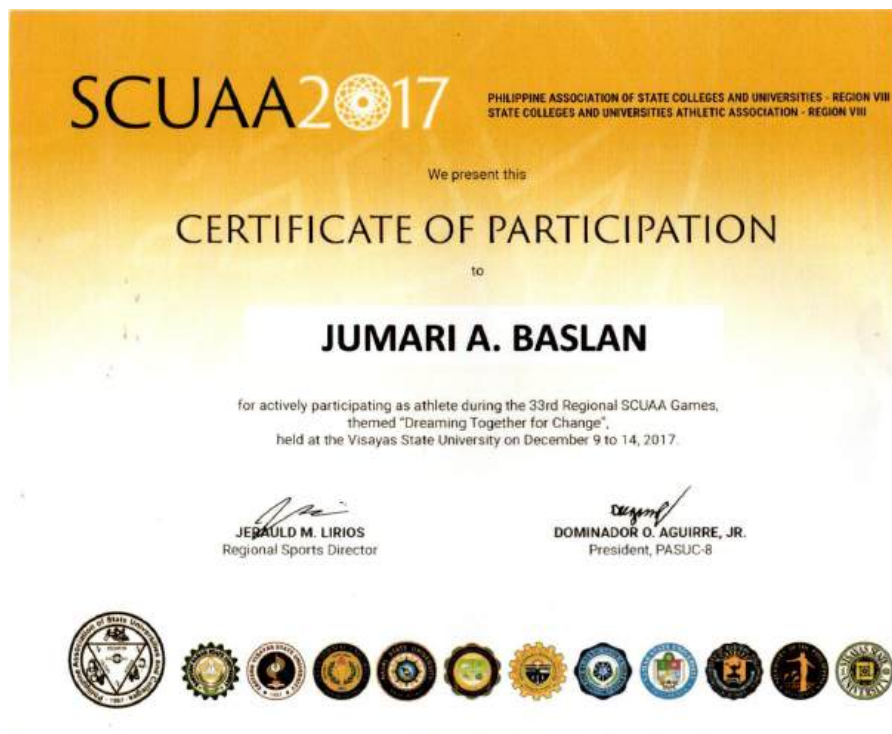 SCUAA2017
PHILIPPINE ASSOCIATION OF STATE COLLEGES AND UNIVERSITIES - REGION VIII
STATE COLLEGES AND UNIVERSITIES ATHLETIC ASSOCIATION - REGION VIII
We present this
CERTIFICATE OF PARTICIPATION
to
JUMARI A. BASLAN
for actively participating as athlete during the 33rd Regional SCUAA Games,
themed "Dreaming Together for Change",
held at the Visayas State University on December 9 to 14, 2017.
JERAULD M. LIRIOS
Regional Sports Director
DOMINADOR O. AGUIRRE, JR.
President, PASUC-8